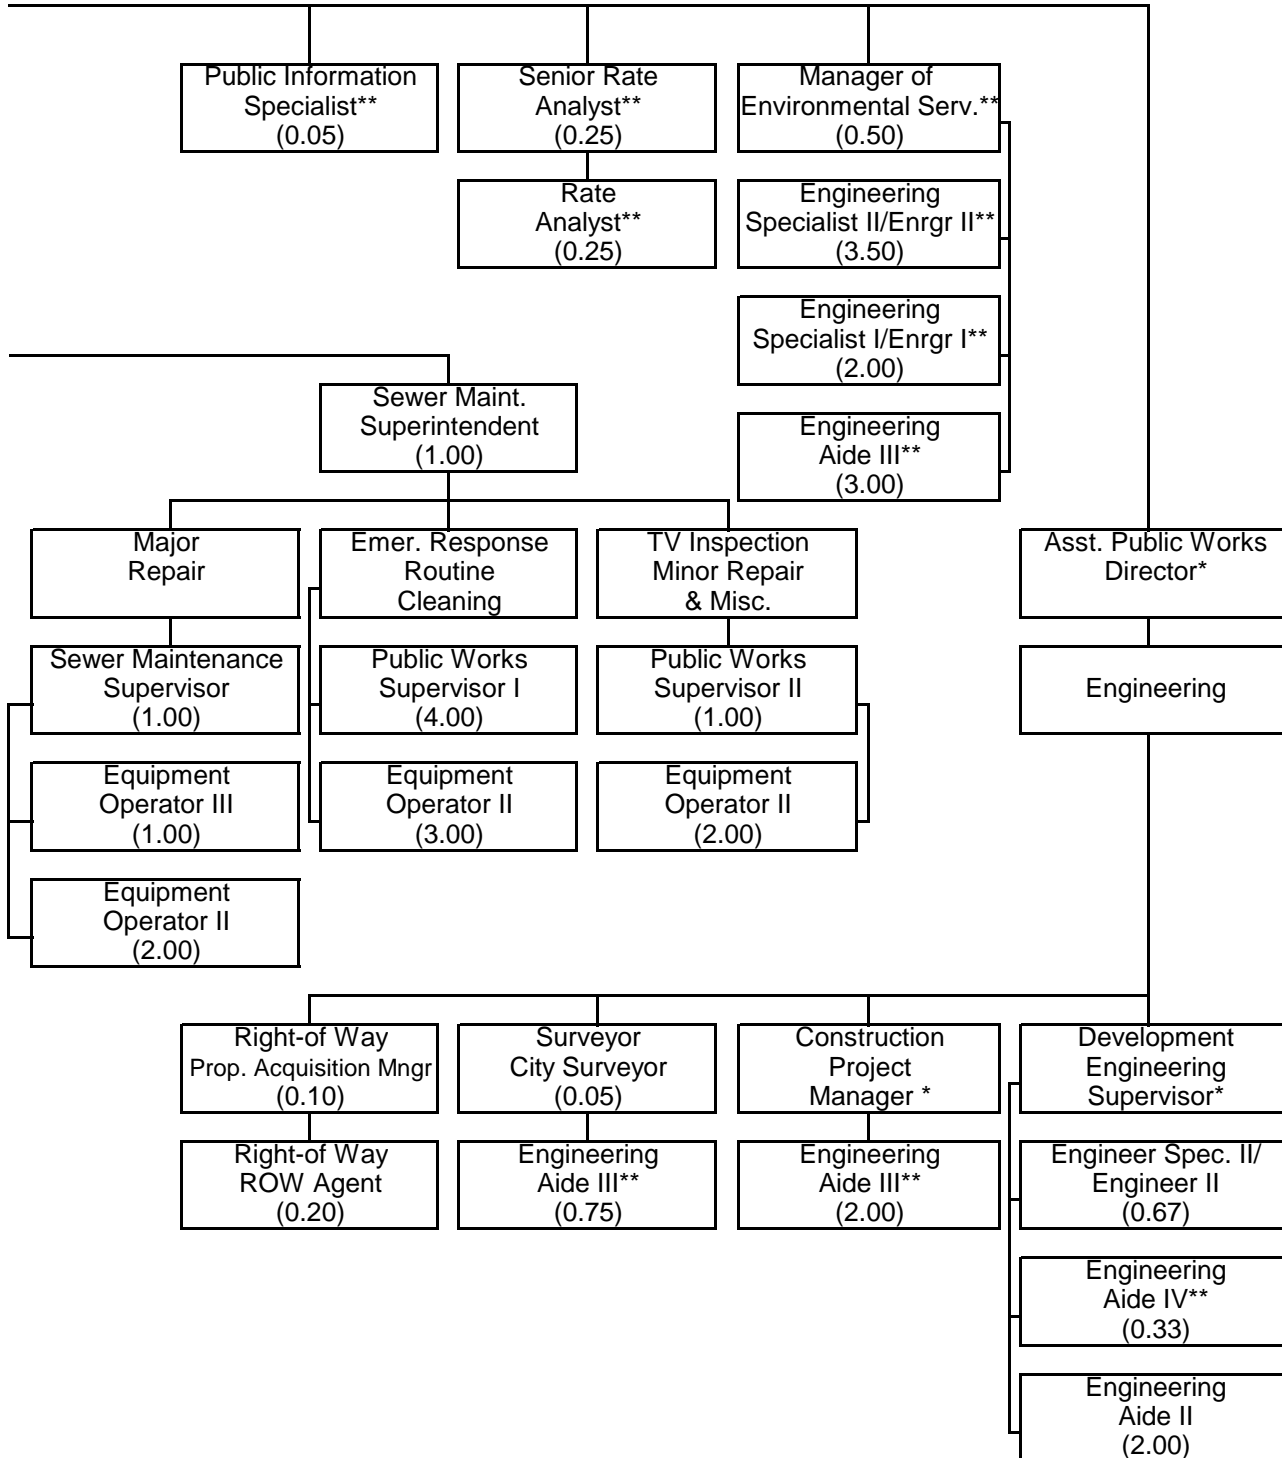 Public Information
Specialist**
(0.05)
Senior Rate
Analyst**
(0.25)
Manager of
Environmental Serv.**
(0.50)
Rate
Analyst**
(0.25)
Engineering
Specialist II/Enrgr II**
(3.50)
Engineering
Specialist I/Enrgr I**
(2.00)
Sewer Maint.
Superintendent
(1.00)
Engineering
Aide III**
(3.00)
Major
Repair
Emer. Response
Routine
Cleaning
TV Inspection
Minor Repair
& Misc.
Asst. Public Works
Director*
Sewer Maintenance
Supervisor
(1.00)
Public Works
Supervisor I
(4.00)
Public Works
Supervisor II
(1.00)
Engineering
Equipment
Operator III
(1.00)
Equipment
Operator II
(3.00)
Equipment
Operator II
(2.00)
Equipment
Operator II
(2.00)
Right-of Way
Prop. Acquisition Mngr
(0.10)
Surveyor
City Surveyor
(0.05)
Construction
Project
Manager *
Development
Engineering
Supervisor*
Right-of Way
ROW Agent
(0.20)
Engineering
Aide III**
(0.75)
Engineering
Aide III**
(2.00)
Engineer Spec. II/
Engineer II
(0.67)
Engineering
Aide IV**
(0.33)
Engineering
Aide II
(2.00)